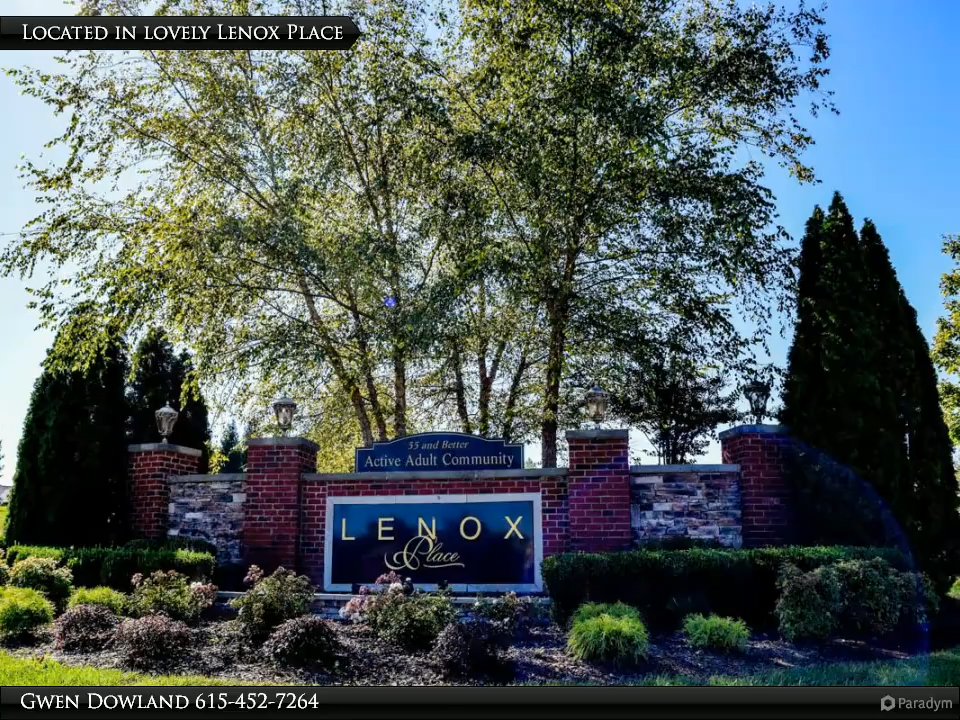 Located in lovely Lenox Place
55 and Better
Active Adult Community
LENOX
Place
Gwen Dowland 615-452-7264
Paradym